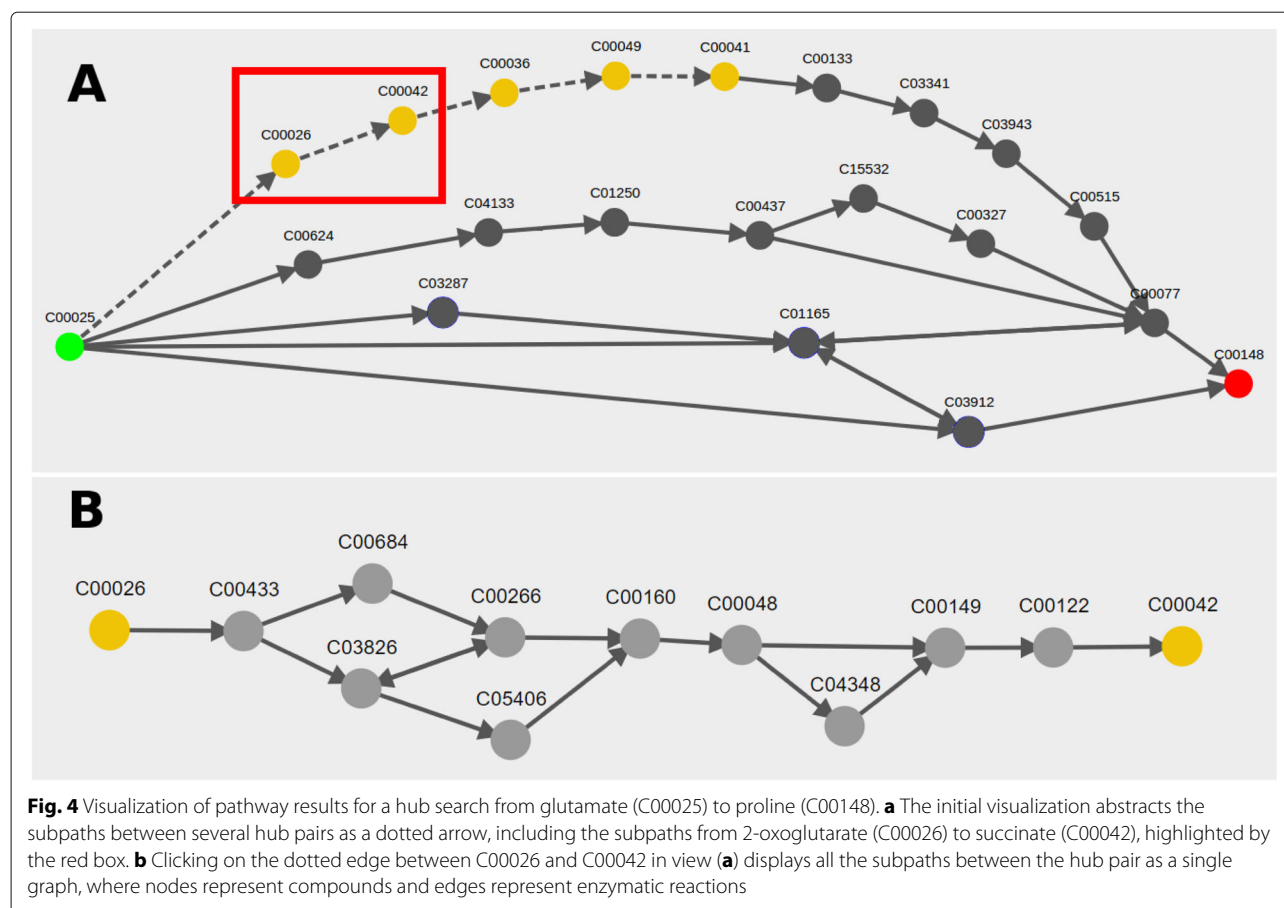 A
C00049
C00041
C00036
C00133
C03341
C00042
C03943
C00026
C15532
C00515
C04133
C01250
C00437
C00327
C00624
C03287
C00077
C00025
C01165
C00148
C03912
B
C00684
C00026
C00433
C00266
C00160
C00048
C00149
C00122
C00042
C03826
C05406
C04348
Fig. 4 Visualization of pathway results for a hub search from glutamate (C00025) to proline (C00148). a The initial visualization abstracts the
subpaths between several hub pairs as a dotted arrow, including the subpaths from 2-oxoglutarate (C00026) to succinate (C00042), highlighted by
the red box. b Clicking on the dotted edge between C00026 and C00042 in view (a) displays all the subpaths between the hub pair as a single
graph, where nodes represent compounds and edges represent enzymatic reactions